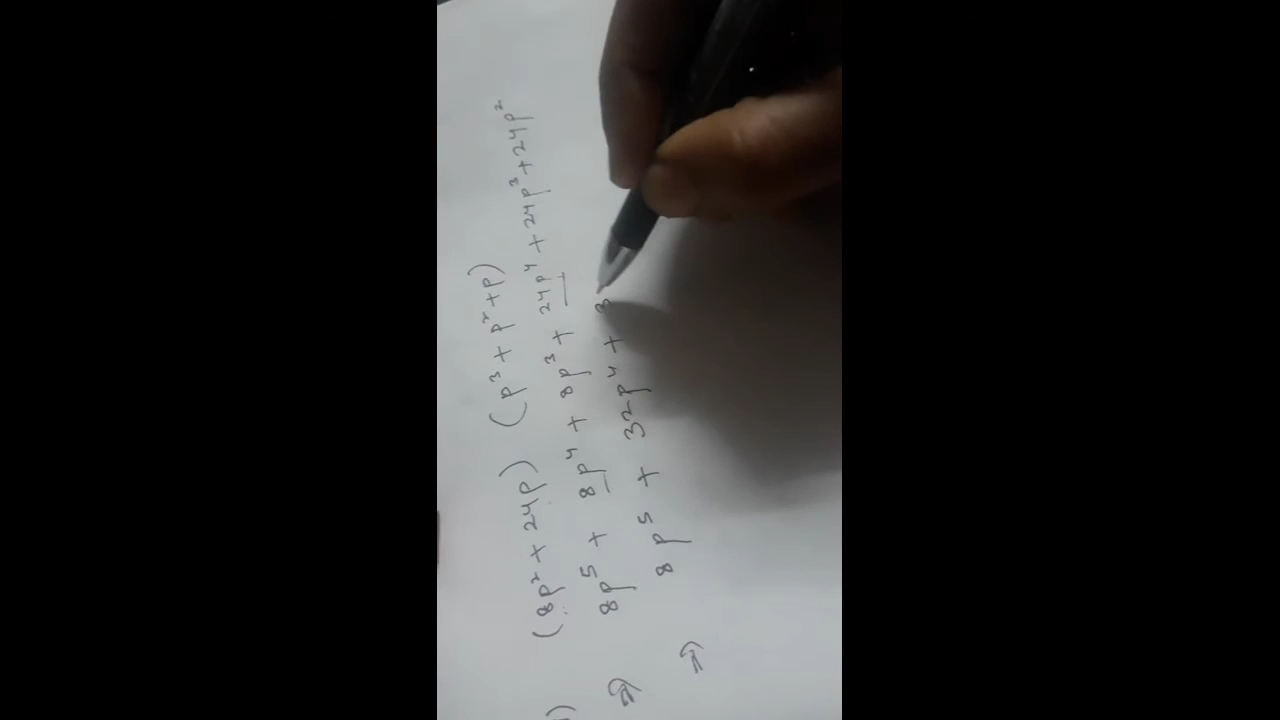 (8p² + 24p) (p³ + p² + p)
⇒ 8p⁵ + 8p⁴ + 8p³ + 24p⁴ + 24p³ + 24p²
⇒ 8p⁵ + 32p⁴ + 3